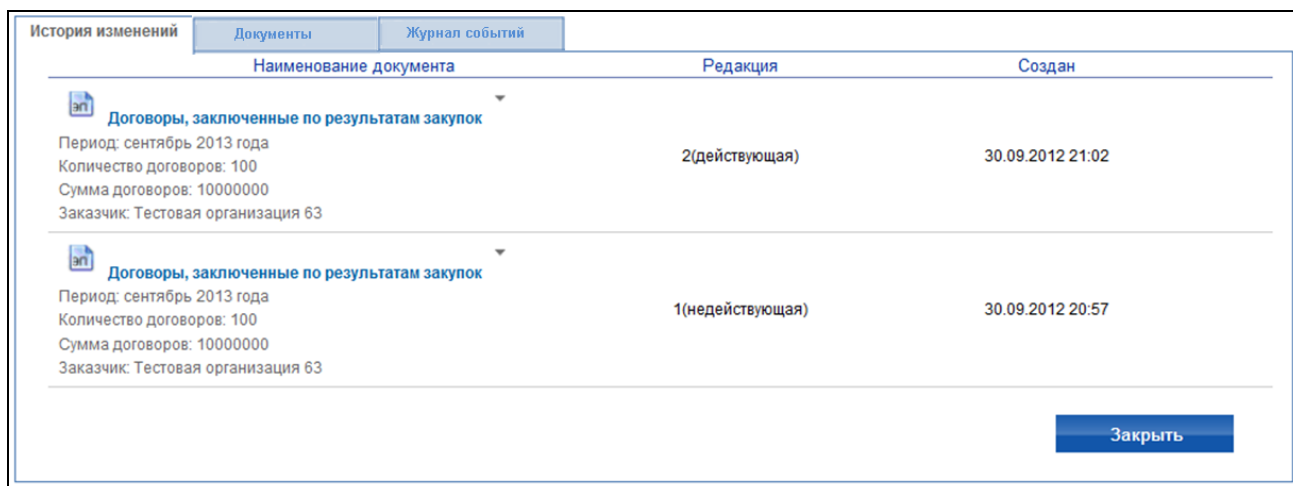 История изменений Документы Журнал событий
Наименование документа Редакция Создан
эп
Договоры, заключенные по результатам закупок
Период: сентябрь 2013 года
Количество договоров: 100
Сумма договоров: 10000000
Заказчик: Тестовая организация 63
2(действующая) 30.09.2012 21:02
эп
Договоры, заключенные по результатам закупок
Период: сентябрь 2013 года
Количество договоров: 100
Сумма договоров: 10000000
Заказчик: Тестовая организация 63
1(недействующая) 30.09.2012 20:57
Закрыть